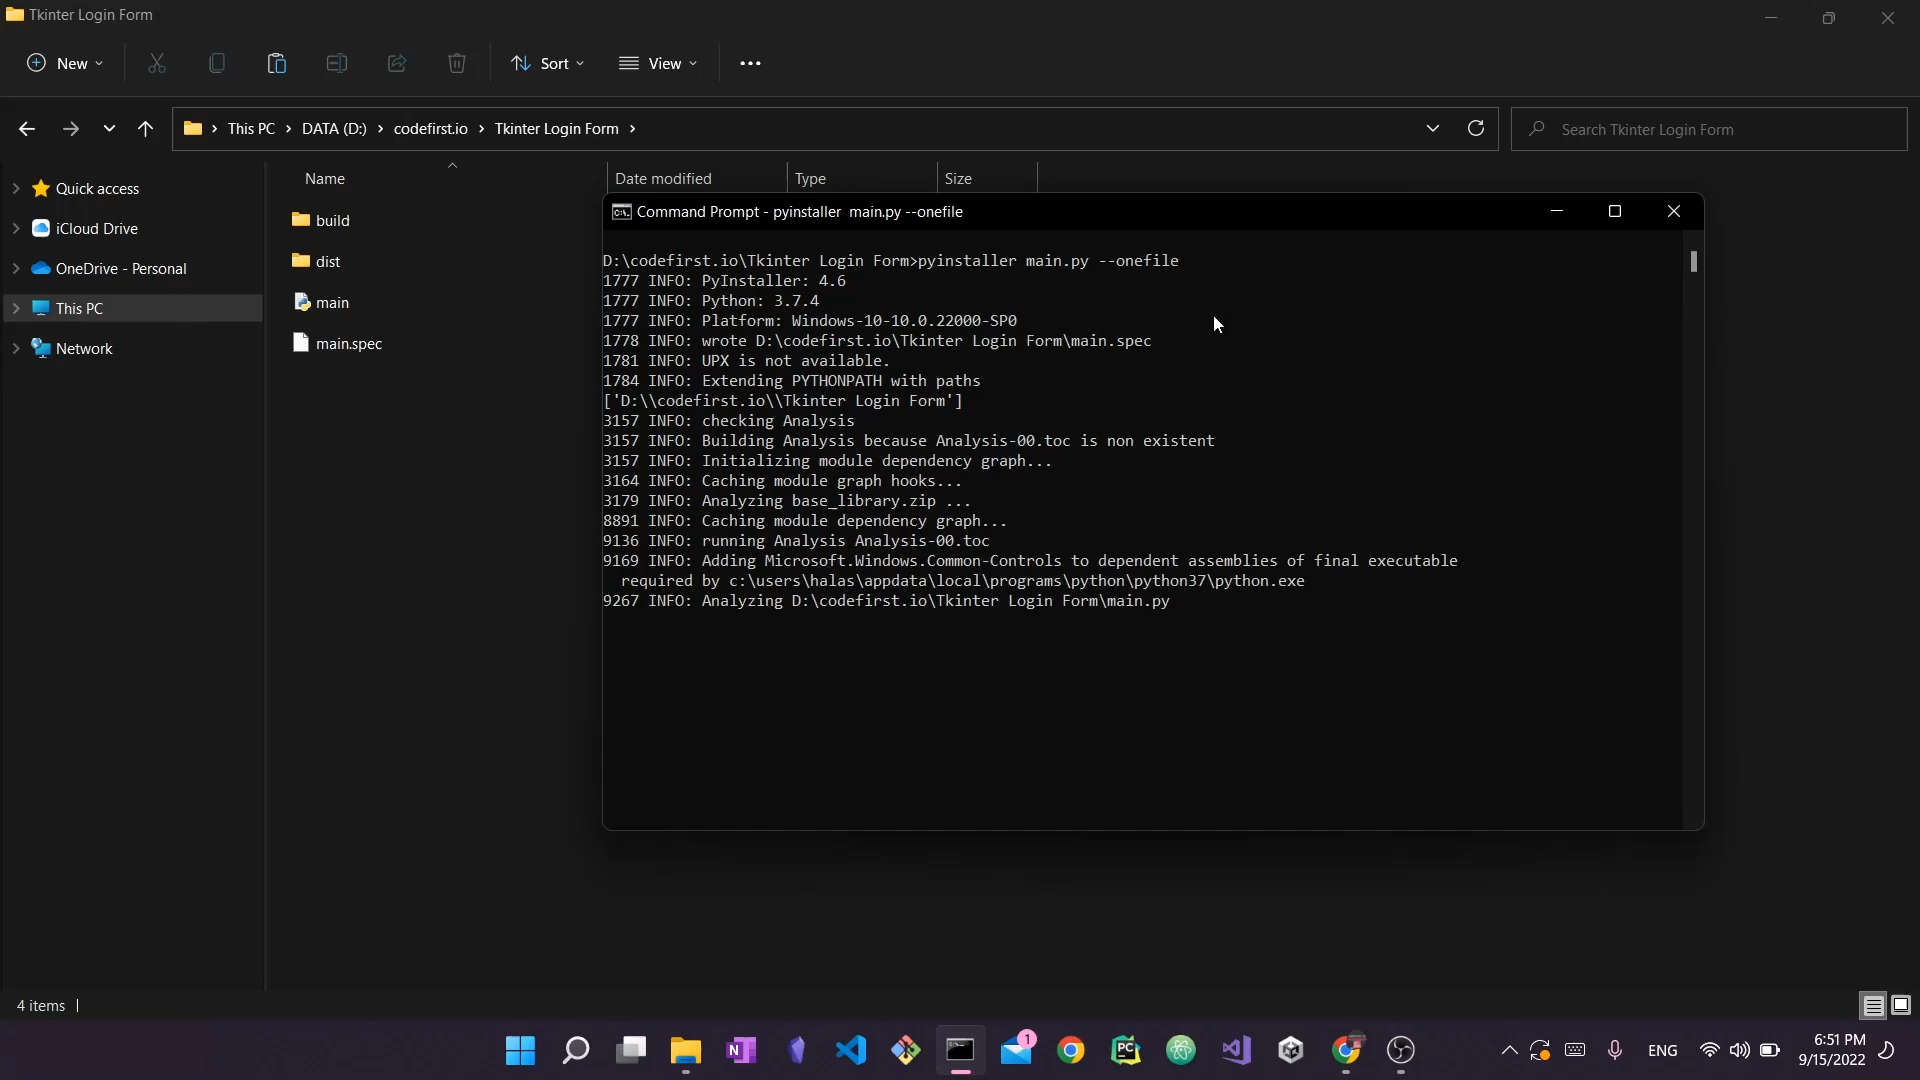 Tkinter Login Form
New
Sort
View
This PC
DATA (D:)
codefirst.io
Tkinter Login Form
Search Tkinter Login Form
Name
Date modified
Type
Size
Quick access
iCloud Drive
OneDrive - Personal
This PC
Network
build
dist
main
main.spec
Command Prompt - pyinstaller  main.py --onefile
D:\codefirst.io\Tkinter Login Form>pyinstaller main.py --onefile
1777 INFO: PyInstaller: 4.6
1777 INFO: Python: 3.7.4
1777 INFO: Platform: Windows-10-10.0.22000-SP0
1778 INFO: wrote D:\codefirst.io\Tkinter Login Form\main.spec
1781 INFO: UPX is not available.
1784 INFO: Extending PYTHONPATH with paths
['D:\\codefirst.io\\Tkinter Login Form']
3157 INFO: checking Analysis
3157 INFO: Building Analysis because Analysis-00.toc is non existent
3157 INFO: Initializing module dependency graph...
3164 INFO: Caching module graph hooks...
3179 INFO: Analyzing base_library.zip ...
8891 INFO: Caching module dependency graph...
9136 INFO: running Analysis Analysis-00.toc
9169 INFO: Adding Microsoft.Windows.Common-Controls to dependent assemblies of final executable
  required by c:\users\halas\appdata\local\programs\python\python37\python.exe
9267 INFO: Analyzing D:\codefirst.io\Tkinter Login Form\main.py
4 items
1
ENG
6:51 PM
9/15/2022